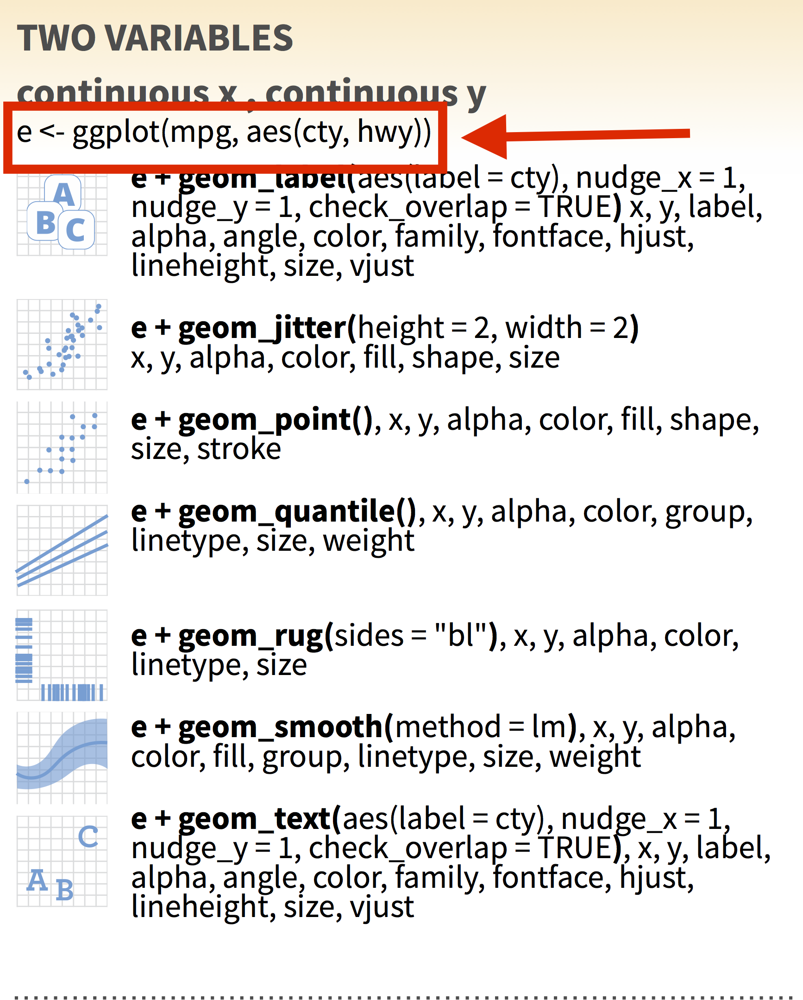 TWO VARIABLES
continuous x , continuous y
e <- ggplot(mpg, aes(cty, hwy))
e + geom_label(aes(label = cty), nudge_x = 1,
nudge_y = 1, check_overlap = TRUE) x, y, label,
alpha, angle, color, family, fontface, hjust,
lineheight, size, vjust
A
B
C
e + geom_jitter(height = 2, width = 2)
x, y, alpha, color, fill, shape, size
e + geom_point(), x, y, alpha, color, fill, shape,
size, stroke
e + geom_quantile(), x, y, alpha, color, group,
linetype, size, weight
e + geom_rug(sides = "bl"), x, y, alpha, color,
linetype, size
e + geom_smooth(method = lm), x, y, alpha,
color, fill, group, linetype, size, weight
e + geom_text(aes(label = cty), nudge_x = 1,
nudge_y = 1, check_overlap = TRUE), x, y, label,
alpha, angle, color, family, fontface, hjust,
lineheight, size, vjust
C
A B